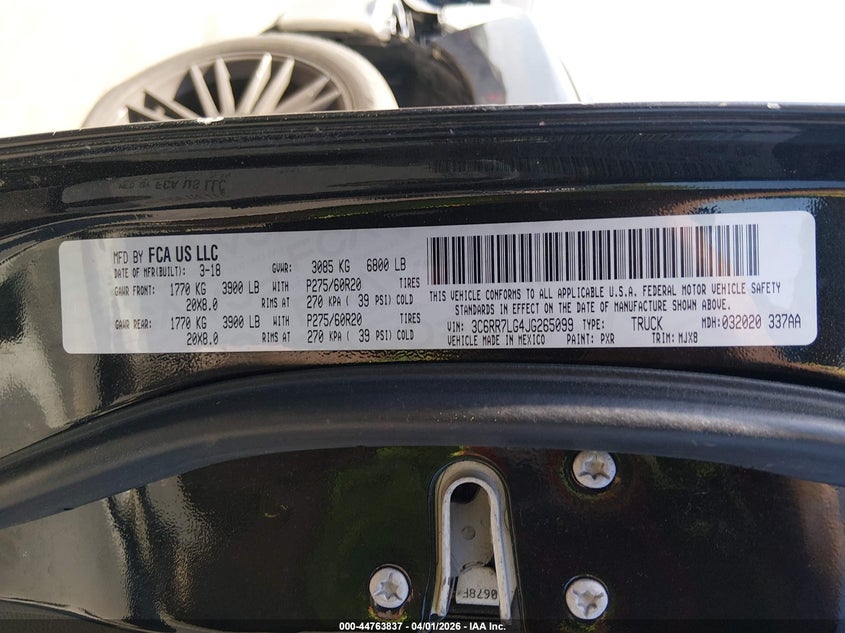 MFD BY FCA US LLC
DATE OF MFR(BUILT): 3-18 GVWR: 3085 KG 6800 LB
GAWR FRONT: 1770 KG 3900 LB WITH P275/60R20 TIRES
20X8.0 RIMS AT 270 KPA ( 39 PSI) COLD
GAWR REAR: 1770 KG 3900 LB WITH P275/60R20 TIRES
20X8.0 RIMS AT 270 KPA ( 39 PSI) COLD
THIS VEHICLE CONFORMS TO ALL APPLICABLE U.S.A. FEDERAL MOTOR VEHICLE SAFETY
STANDARDS IN EFFECT ON THE DATE OF MANUFACTURE SHOWN ABOVE.
VIN: 3C6RR7LG4JG265099 TYPE: TRUCK MDH: 032020 337AA
VEHICLE MADE IN MEXICO PAINT: PXR TRIM: MJX8
0678F
000-44763837 - 04/01/2026 - IAA Inc.